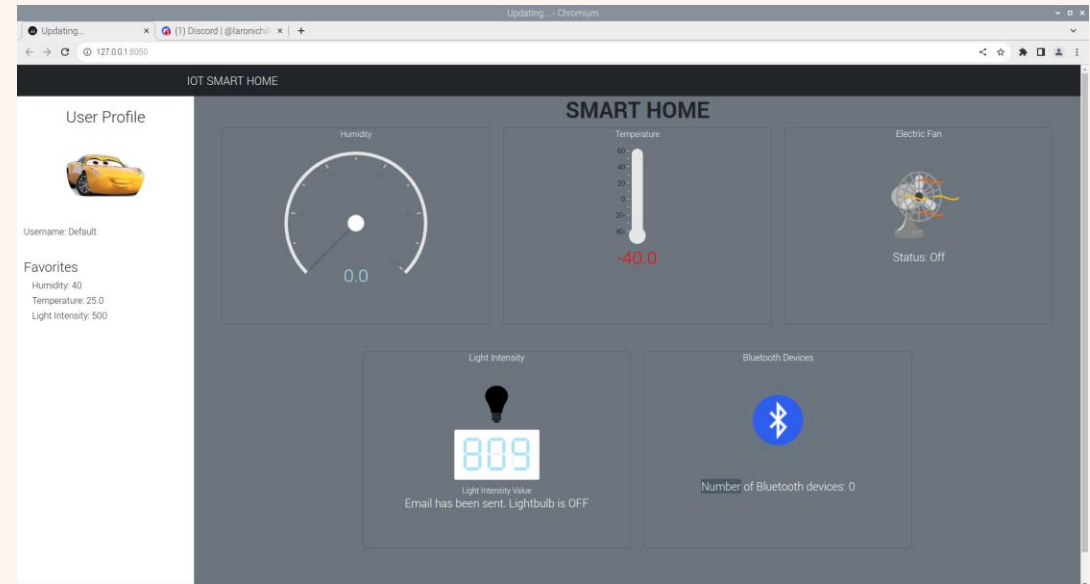 Updating... - Chromium
Updating...
(1) Discord | @laronichil
127.0.0.1:8050
IOT SMART HOME
User Profile
Username: Default
Favorites
Humidity: 40
Temperature: 25.0
Light Intensity: 500
SMART HOME
Humidity
0.0
Temperature
60
40
20
0
20
40
-40.0
Electric Fan
Status: Off
Light Intensity
809
Light Intensity Value
Email has been sent. Lightbulb is OFF
Bluetooth Devices
Number of Bluetooth devices: 0